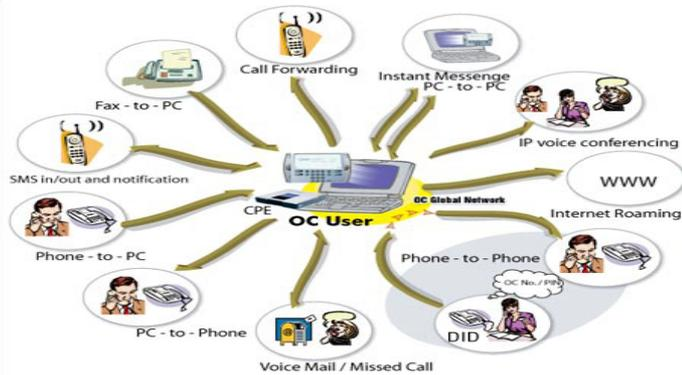 Call Forwarding
Instant Messenge
PC - to - PC
Fax - to - PC
IP voice conferencing
SMS in/out and notification
WWW
CPE
OC Global Network
OC User
Internet Roaming
Phone - to - PC
Phone - to - Phone
OC No./ PIN
PC - to - Phone
DID
Voice Mail / Missed Call